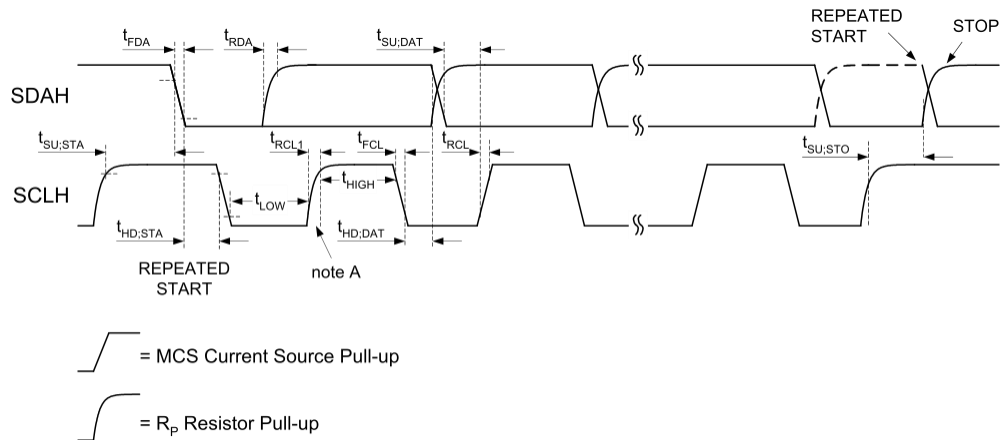 REPEATED
START
STOP
tFDA
tRDA
tSU;DAT
SDAH
tSU;STA
tRCL1
tFCL
tRCL
tSU;STO
SCLH
tHIGH
tLOW
tHD;STA
tHD;DAT
note A
REPEATED
START
= MCS Current Source Pull-up
= RP Resistor Pull-up